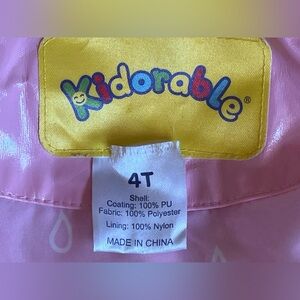 Kidorable®
4T
Shell:
Coating: 100% PU
Fabric: 100% Polyester
Lining: 100% Nylon
MADE IN CHINA